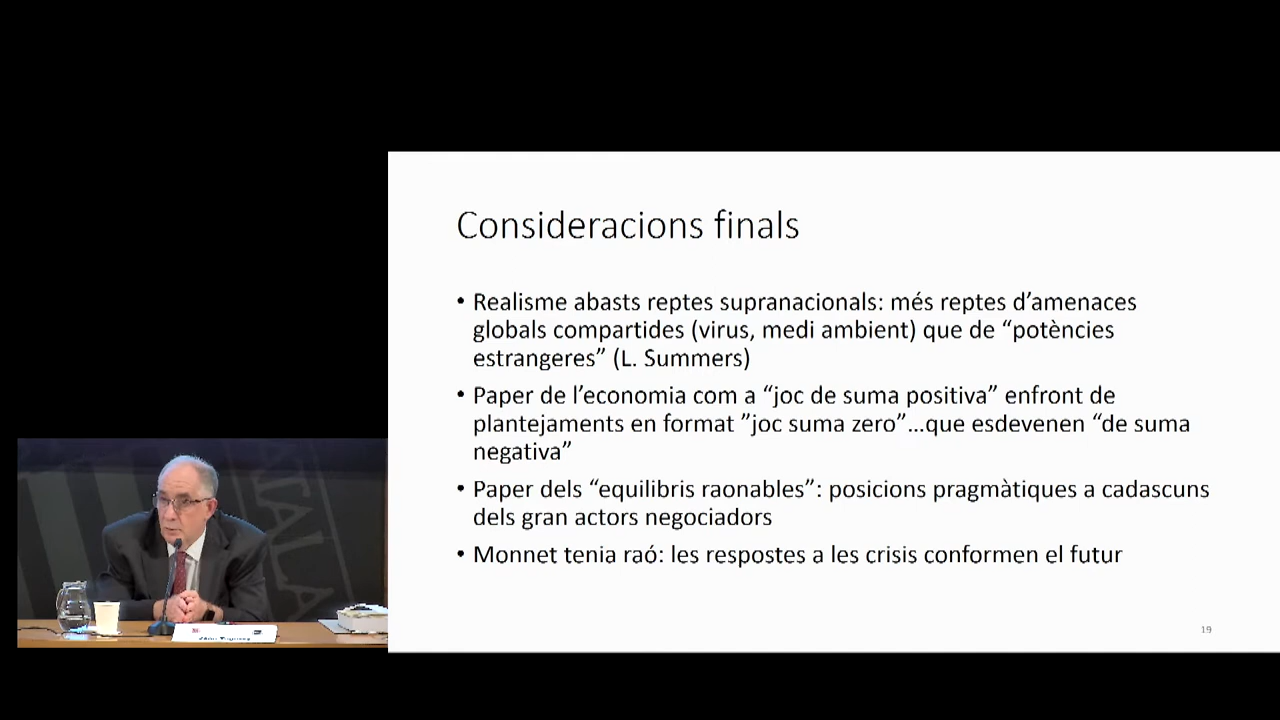 Consideracions finals
• Realisme abasts reptes supranacionals: més reptes d’amenaces
globals compartides (virus, medi ambient) que de “potències
estrangeres” (L. Summers)
• Paper de l’economia com a “joc de suma positiva” enfront de
plantejaments en format ”joc suma zero”…que esdevenen “de suma
negativa”
• Paper dels “equilibris raonables”: posicions pragmàtiques a cadascuns
dels gran actors negociadors
• Monnet tenia raó: les respostes a les crisis conformen el futur
19